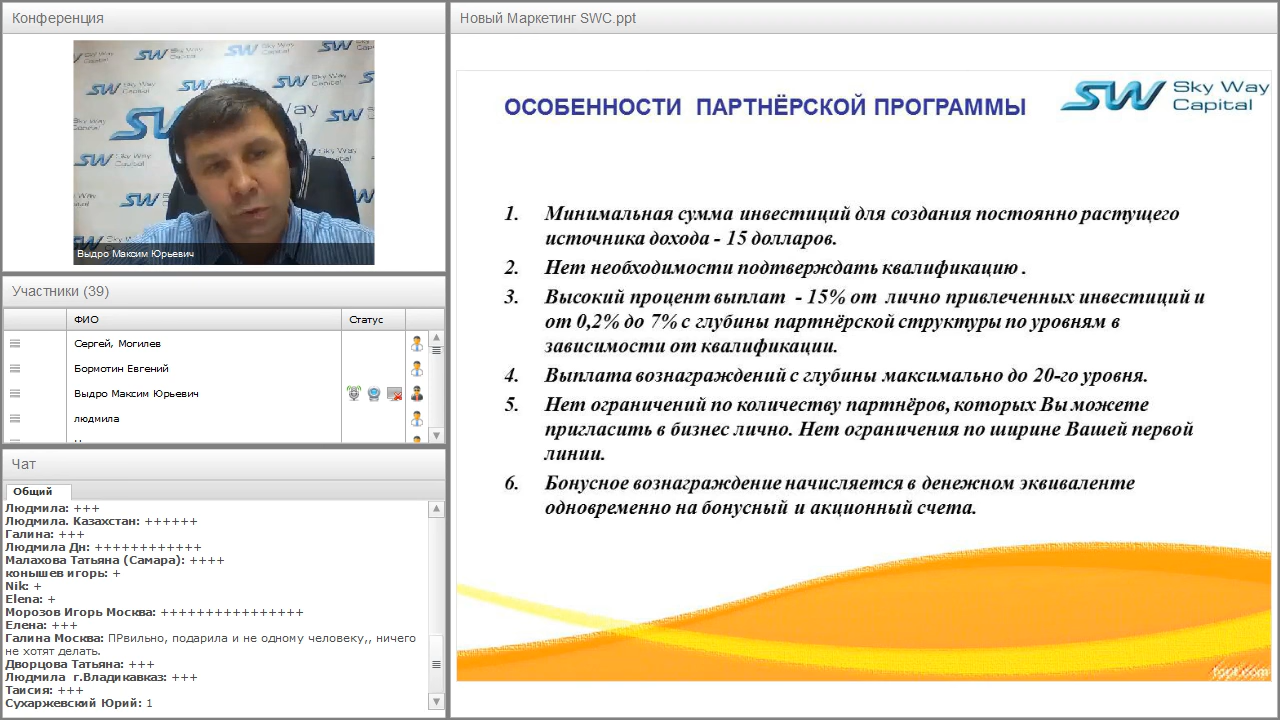 Конференция
Sky Way
Capital
Выдро Максим Юрьевич
Участники (39)
ФИО
Статус
Сергей, Могилев
Бормотин Евгений
Выдро Максим Юрьевич
людмила
Чат
Общий
Людмила: +++
Людмила. Казахстан: ++++++
Галина: +++
Людмила Дн: ++++++++++++
Малахова Татьяна (Самара): ++++
конышев игорь: +
Nik: +
Elena: +
Морозов Игорь Москва: ++++++++++++++++
Елена: +++
Галина Москва: ПРвильно, подарила и не одному человеку,, ничего
не хотят делать.
Дворцова Татьяна: +++
Людмила г.Владикавказ: +++
Таисия: +++
Сухаржевский Юрий: 1
Новый Маркетинг SWC.ppt
ОСОБЕННОСТИ ПАРТНЁРСКОЙ ПРОГРАММЫ
SW Sky Way
Capital
1. Минимальная сумма инвестиций для создания постоянно растущего
источника дохода - 15 долларов.
2. Нет необходимости подтверждать квалификацию .
3. Высокий процент выплат - 15% от лично привлеченных инвестиций и
от 0,2% до 7% с глубины партнёрской структуры по уровням в
зависимости от квалификации.
4. Выплата вознаграждений с глубины максимально до 20-го уровня.
5. Нет ограничений по количеству партнёров, которых Вы можете
пригласить в бизнес лично. Нет ограничения по ширине Вашей первой
линии.
6. Бонусное вознаграждение начисляется в денежном эквиваленте
одновременно на бонусный и акционный счета.